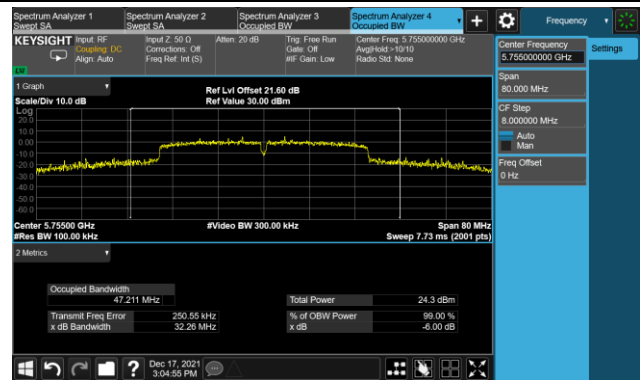 Spectrum Analyzer 1 Spectrum Analyzer 2 Spectrum Analyzer 3 Spectrum Analyzer 4 Frequency
Swept SA Swept SA Occupied BW Occupied BW
KEYSIGHT Input: RF Input Z: 50 Ω Atten: 20 dB Trig: Free Run Center Freq: 5.755000000 GHz
Coupling: DC Corrections: Off Gate: Off Avg|Hold:>10/10
Align: Auto Freq Ref: Int (S) #IF Gain: Low Radio Std: None
LW
Center Frequency Settings
5.755000000 GHz
Span
80.000 MHz
CF Step
8.000000 MHz
Auto
Man
Freq Offset
0 Hz
1 Graph
Ref Lvl Offset 21.60 dB
Scale/Div 10.0 dB Ref Value 30.00 dBm
Log
20.0
10.0
0.00
-10.0
-20.0
-30.0
-40.0
-50.0
-60.0
Center 5.75500 GHz #Video BW 300.00 kHz Span 80 MHz
#Res BW 100.00 kHz Sweep 7.73 ms (2001 pts)
2 Metrics
Occupied Bandwidth
47.211 MHz Total Power 24.3 dBm
Transmit Freq Error 250.55 kHz % of OBW Power 99.00 %
x dB Bandwidth 32.26 MHz x dB -6.00 dB
? Dec 17, 2021
3:04:55 PM